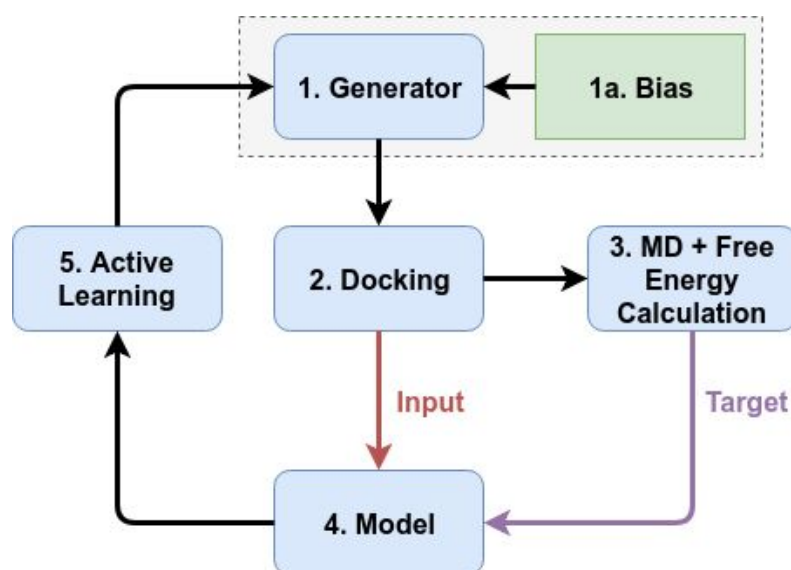 1. Generator
1a. Bias
5. Active
Learning
2. Docking
3. MD + Free
Energy
Calculation
Input
Target
4. Model